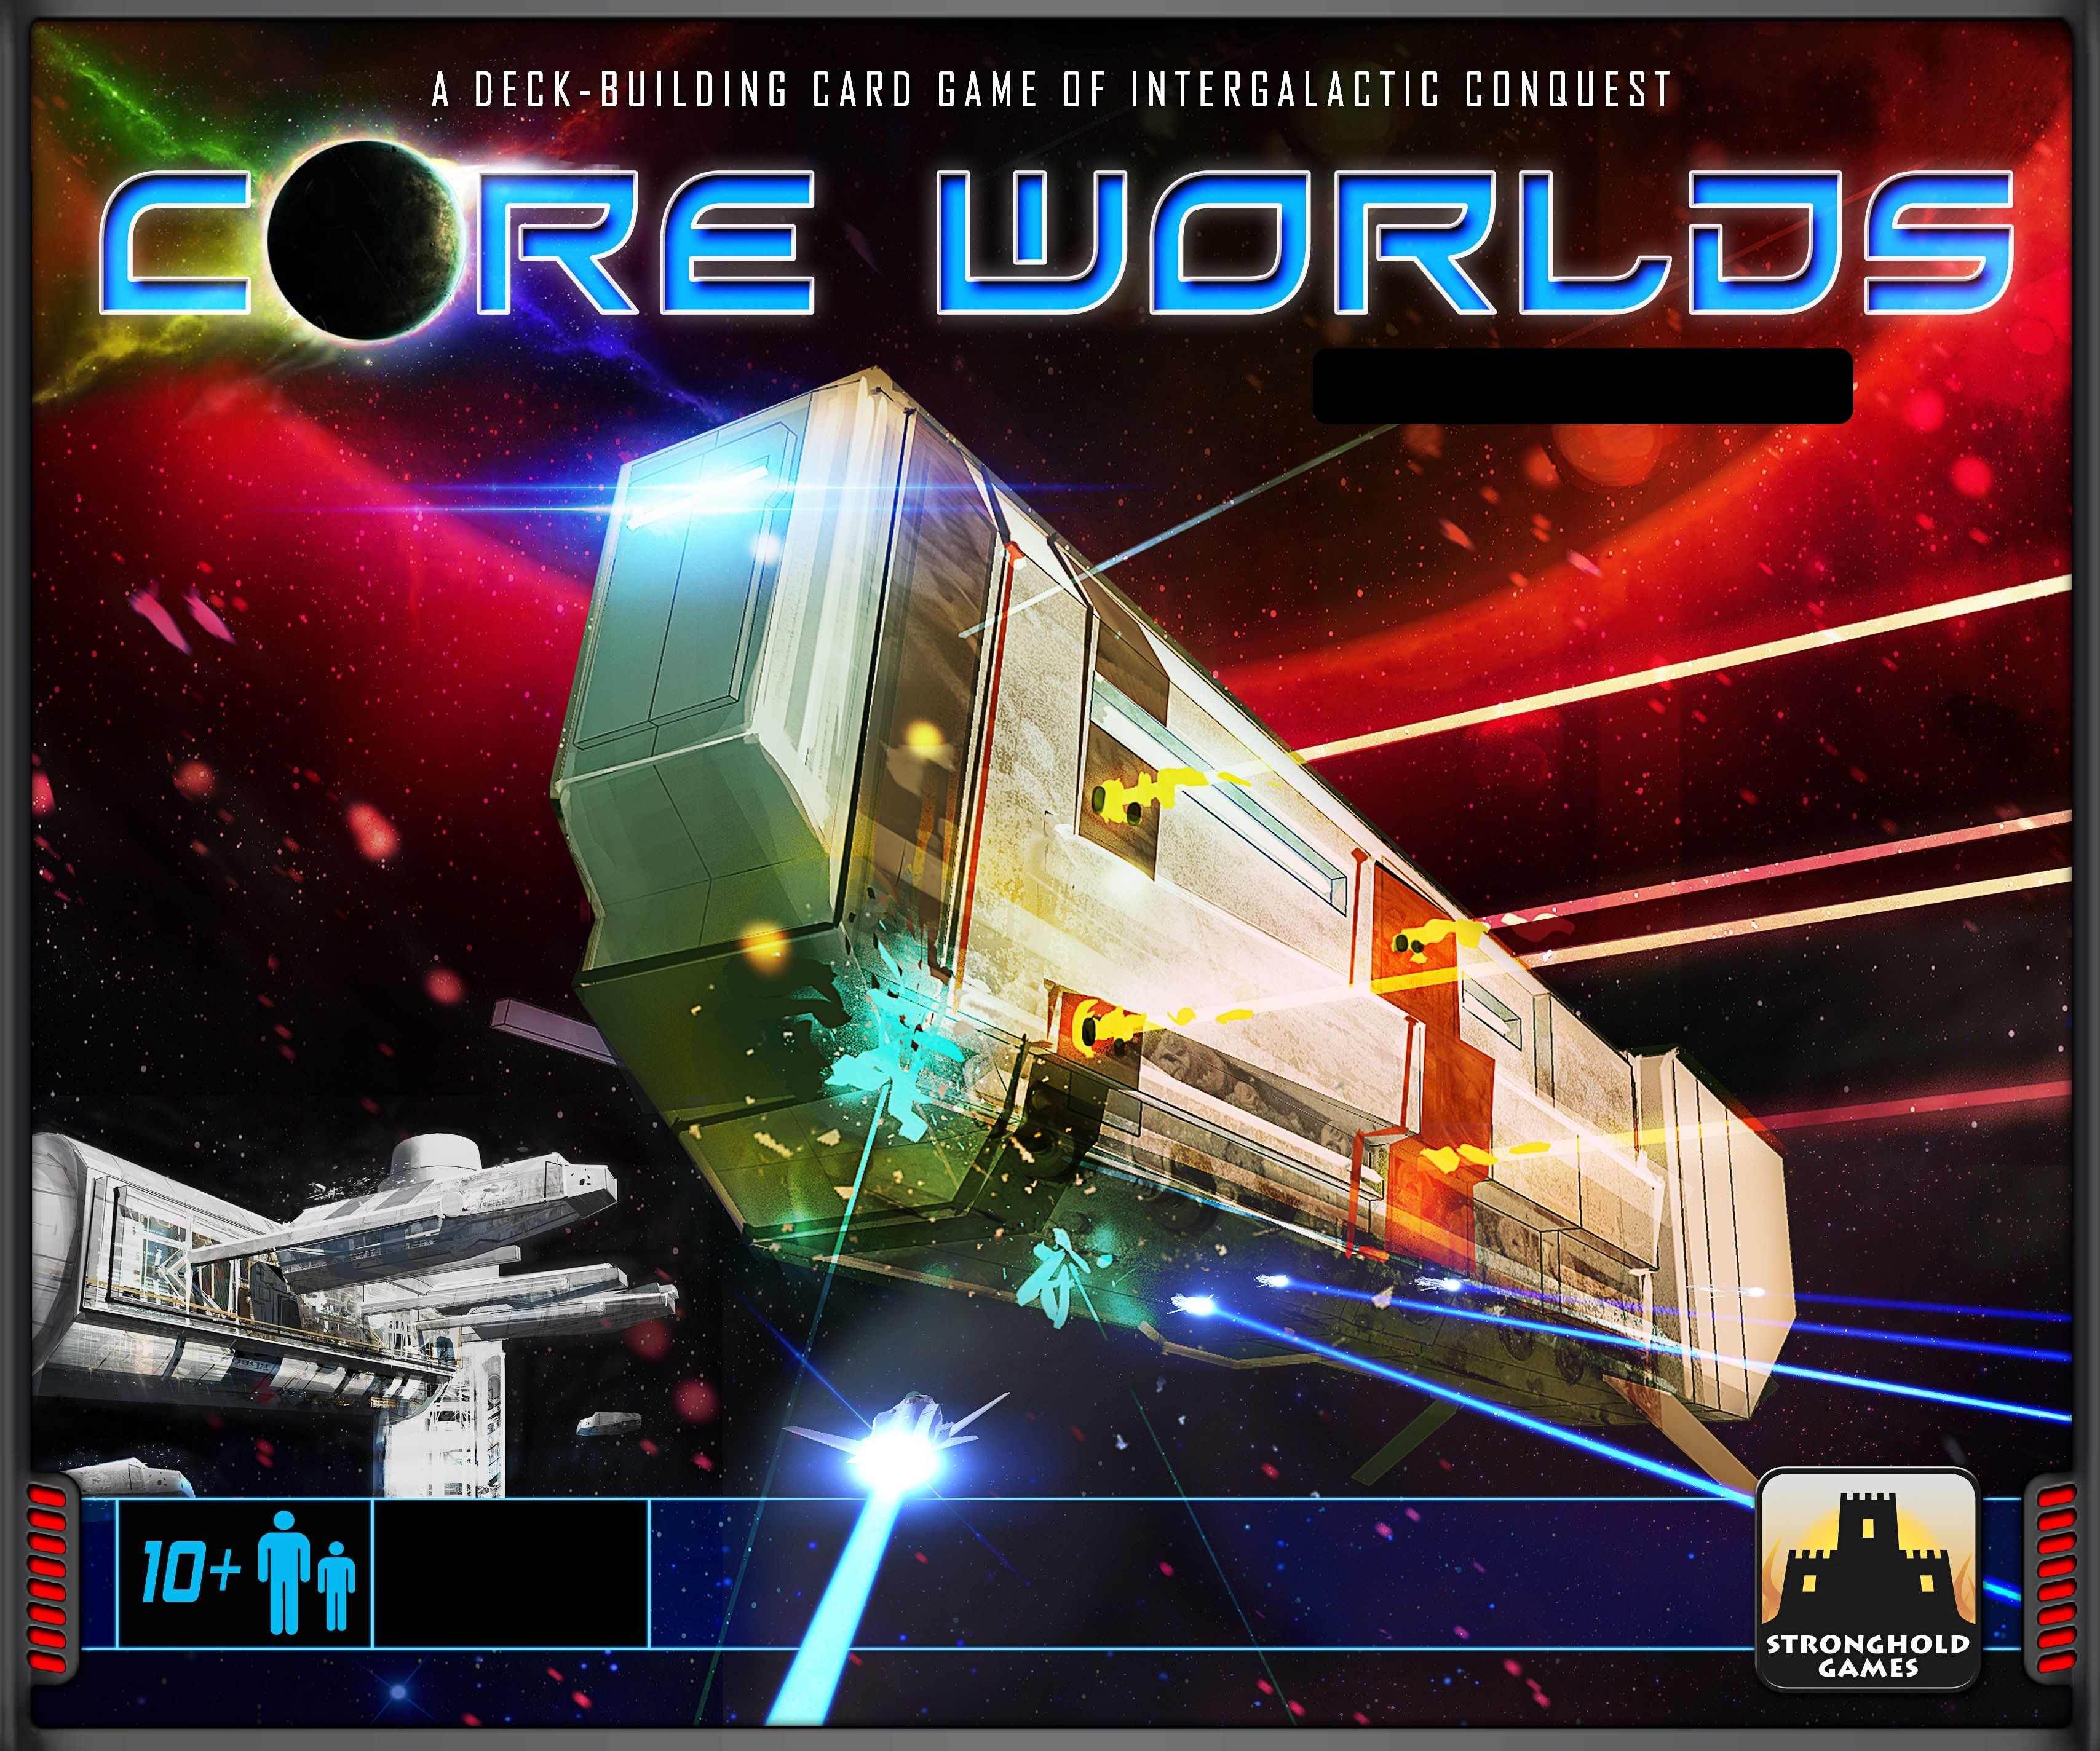 A DECK-BUILDING CARD GAME OF INTERGALACTIC CONQUEST
CORE WORLDS
10+
STRONGHOLD
GAMES